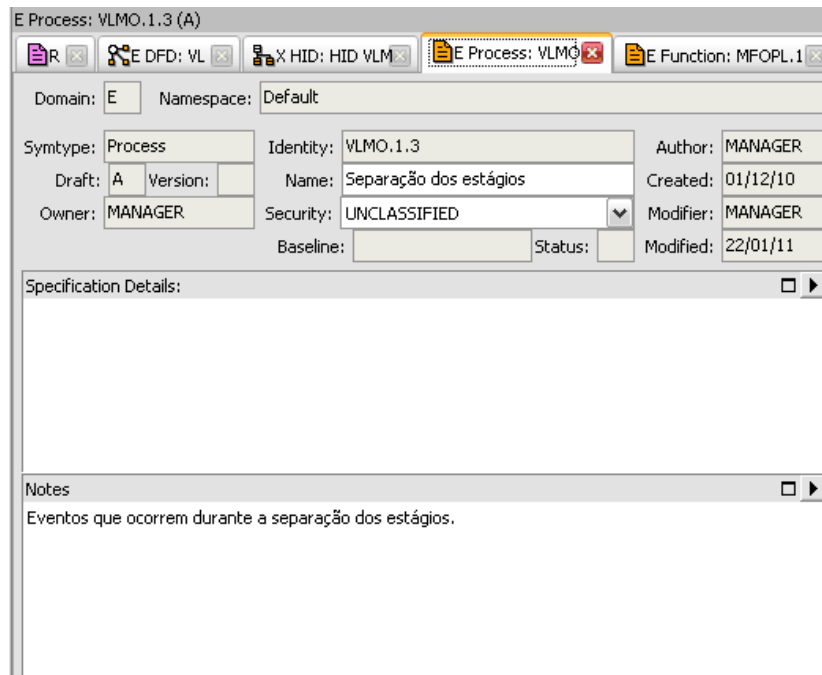 E Process: VLMO.1.3 (A)
R E DFD: VL X HID: HID VLM E Process: VLMO E Function: MFOPL.1
Domain: E Namespace: Default
Symtype: Process Identity: VLMO.1.3 Author: MANAGER
Draft: A Version: Name: Separação dos estágios Created: 01/12/10
Owner: MANAGER Security: UNCLASSIFIED Modifier: MANAGER
Baseline: Status: Modified: 22/01/11
Specification Details:
Notes
Eventos que ocorrem durante a separação dos estágios.